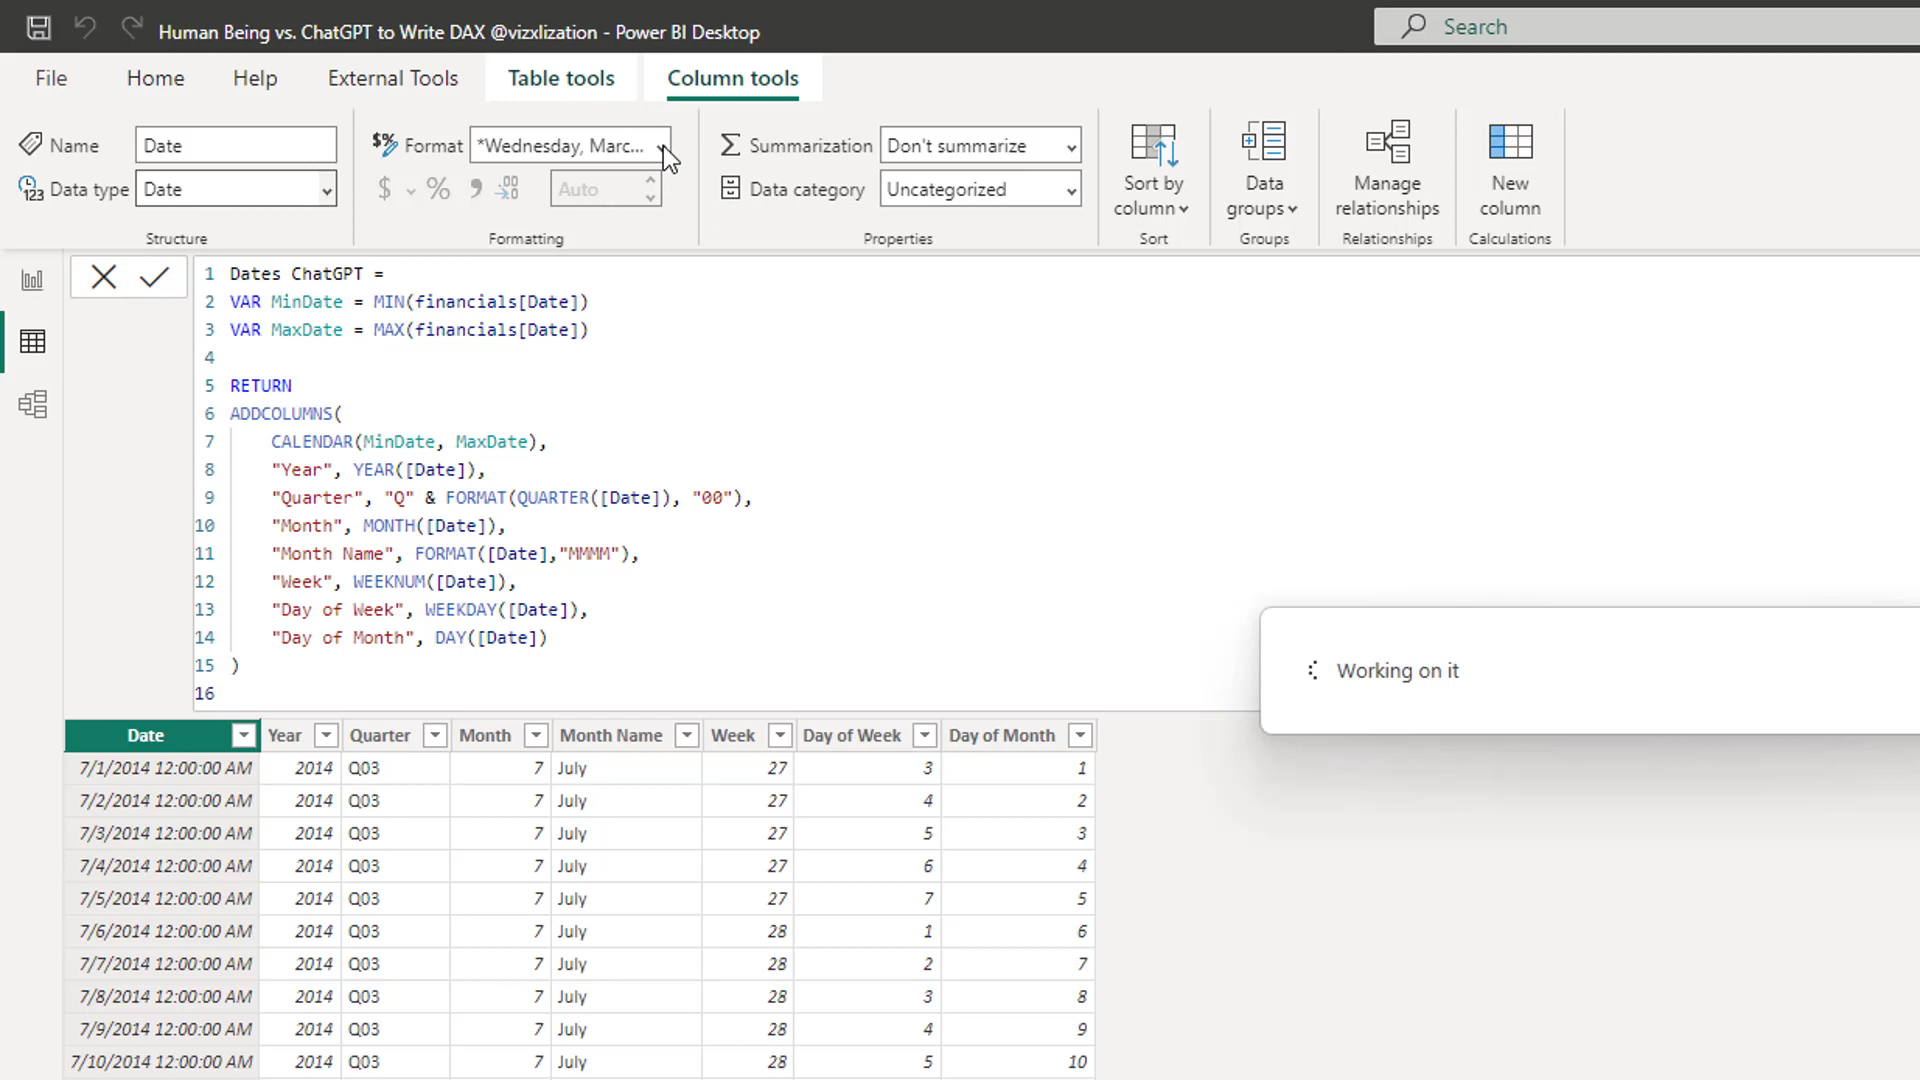 Human Being vs. ChatGPT to Write DAX @vizxlization - Power BI Desktop
Search
File Home Help External Tools Table tools Column tools
Name Date
Data type Date
Structure
Format *Wednesday, Marc...
$ % 9 Auto
Formatting
Summarization Don't summarize
Data category Uncategorized
Properties
Sort by
column
Sort
Data
groups
Groups
Manage
relationships
Relationships
New
column
Calculations
1 Dates ChatGPT =
2 VAR MinDate = MIN(financials[Date])
3 VAR MaxDate = MAX(financials[Date])
4
5 RETURN
6 ADDCOLUMNS(
7 CALENDAR(MinDate, MaxDate),
8 "Year", YEAR([Date]),
9 "Quarter", "Q" & FORMAT(QUARTER([Date]), "00"),
10 "Month", MONTH([Date]),
11 "Month Name", FORMAT([Date],"MMMM"),
12 "Week", WEEKNUM([Date]),
13 "Day of Week", WEEKDAY([Date]),
14 "Day of Month", DAY([Date])
15 )
16
Working on it
Date Year Quarter Month Month Name Week Day of Week Day of Month
7/1/2014 12:00:00 AM 2014 Q03 7 July 27 3 1
7/2/2014 12:00:00 AM 2014 Q03 7 July 27 4 2
7/3/2014 12:00:00 AM 2014 Q03 7 July 27 5 3
7/4/2014 12:00:00 AM 2014 Q03 7 July 27 6 4
7/5/2014 12:00:00 AM 2014 Q03 7 July 27 7 5
7/6/2014 12:00:00 AM 2014 Q03 7 July 28 1 6
7/7/2014 12:00:00 AM 2014 Q03 7 July 28 2 7
7/8/2014 12:00:00 AM 2014 Q03 7 July 28 3 8
7/9/2014 12:00:00 AM 2014 Q03 7 July 28 4 9
7/10/2014 12:00:00 AM 2014 Q03 7 July 28 5 10